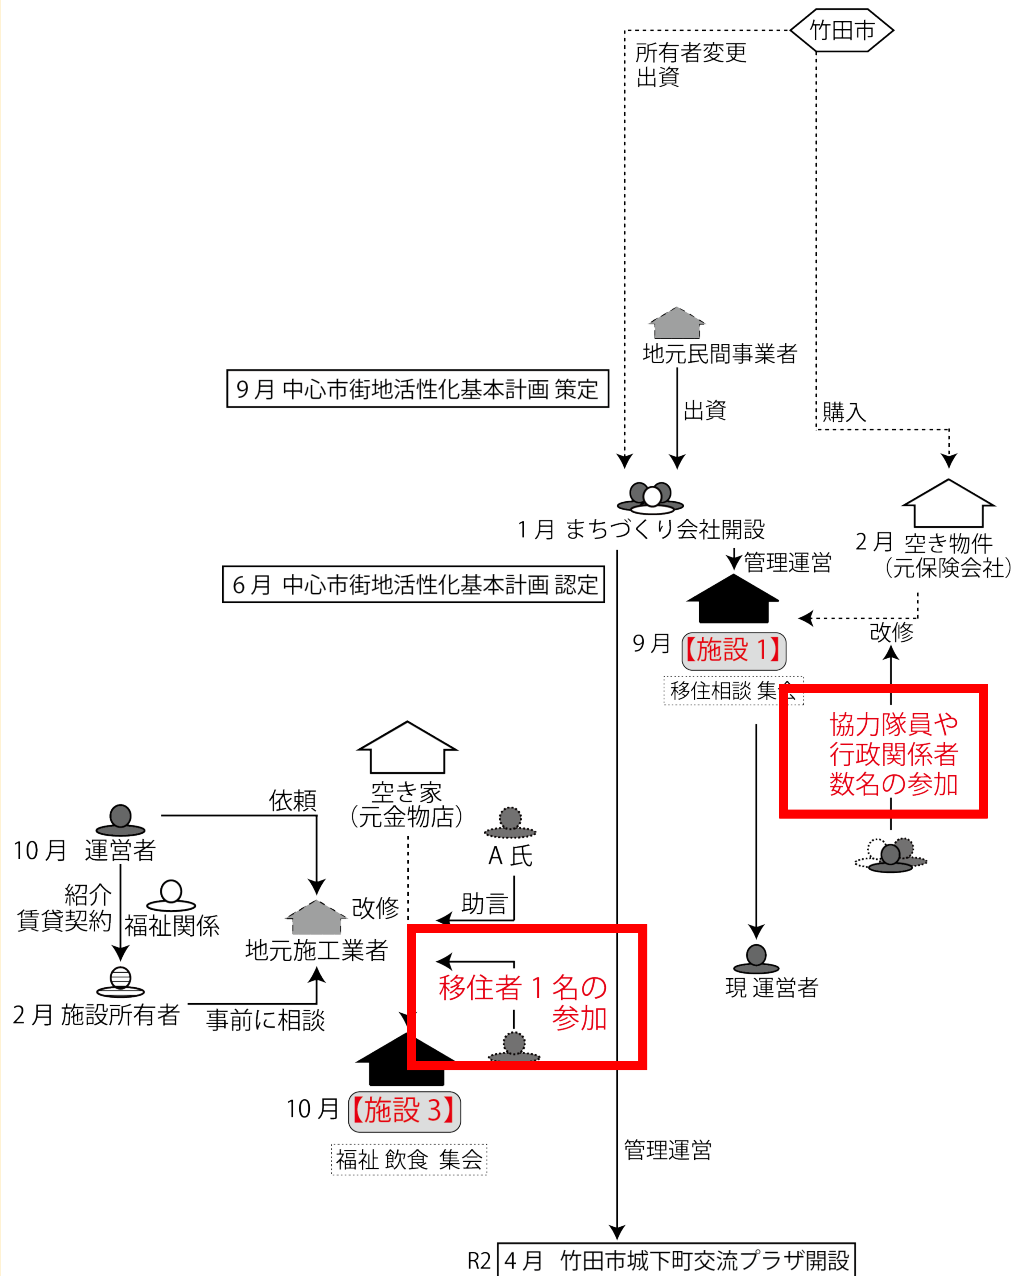 竹田市
所有者変更
出資
地元民間事業者
9月 中心市街地活性化基本計画 策定
出資
購入
1月 まちづくり会社開設
2月 空き物件
（元保険会社）
管理運営
6月 中心市街地活性化基本計画 認定
改修
9月 【施設1】
移住相談 集会
協力隊員や
行政関係者
数名の参加
空き家
（元金物店）
依頼
10月 運営者
A氏
紹介
賃貸契約
福祉関係
改修
助言
地元施工業者
移住者1名の
参加
現 運営者
2月 施設所有者
事前に相談
10月 【施設3】
管理運営
福祉 飲食 集会
R2 4月 竹田市城下町交流プラザ開設